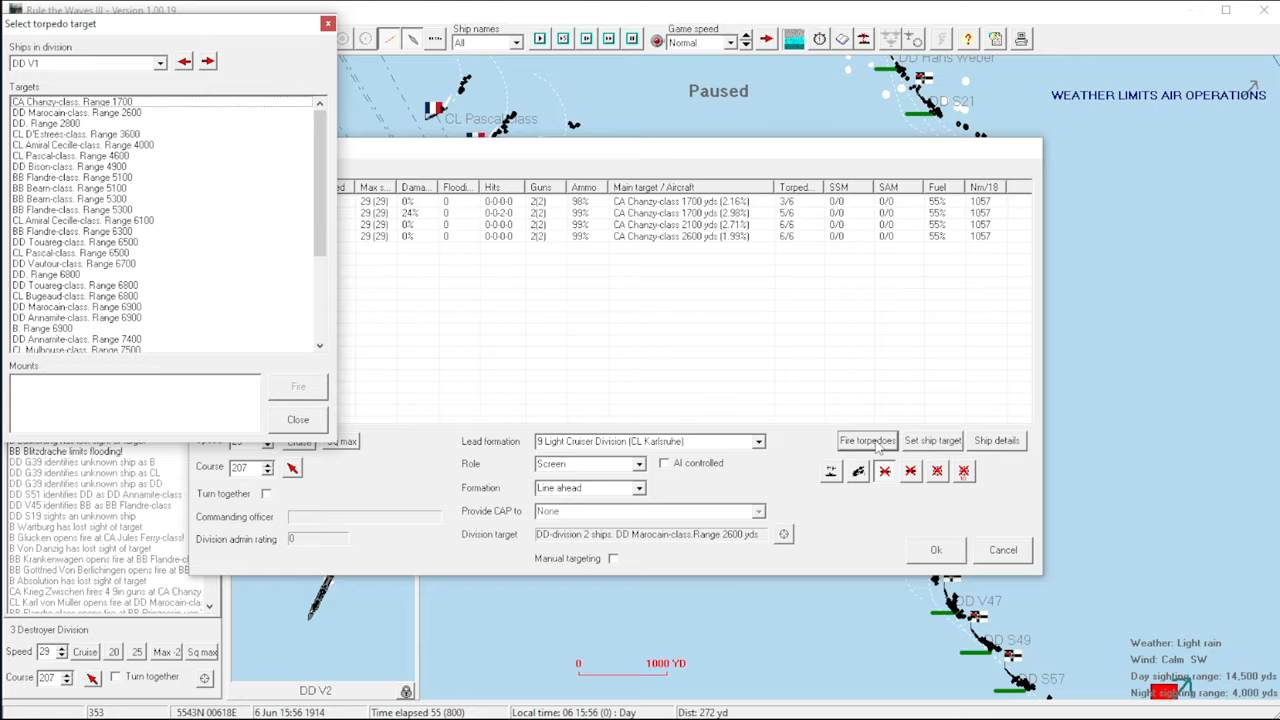 Rule the Waves III - Version 1.00.19
Select torpedo target
Ships in division
DD V1
Targets
CA Chanzy-class. Range 1700
DD Marocain-class. Range 2600
DD. Range 2800
CL D'Estrees-class. Range 3600
CL Amiral Cecille-class. Range 4000
CL Pascal-class. Range 4600
DD Bison-class. Range 4900
BB Flandre-class. Range 5100
BB Bearn-class. Range 5100
BB Bearn-class. Range 5300
BB Flandre-class. Range 5300
CL Amiral Cecille-class. Range 6100
BB Flandre-class. Range 6300
DD Touareg-class. Range 6500
CL Pascal-class. Range 6500
DD Vautour-class. Range 6700
DD. Range 6800
DD Touareg-class. Range 6800
CL Bugeaud-class. Range 6800
DD Marocain-class. Range 6900
DD Annamite-class. Range 6900
B. Range 6900
DD Annamite-class. Range 7400
CL Mulhouse-class. Range 7500
Mounts
Fire
Close
Ship names
All
Game speed
Normal
Paused
DD Hans Weber
DD S21
WEATHER LIMITS AIR OPERATIONS
CL Pascal-class
Max s... Dama... Floodi... Hits Guns Ammo Main target / Aircraft Torped... SSM SAM Fuel Nm/18
29 (29) 0% 0 0-0-0-0 2(2) 98% CA Chanzy-class 1700 yds (2.16%) 3/6 0/0 0/0 55% 1057
29 (29) 24% 0 0-0-2-0 2(2) 99% CA Chanzy-class 1700 yds (2.98%) 5/6 0/0 0/0 55% 1057
29 (29) 0% 0 0-0-0-0 2(2) 99% CA Chanzy-class 2100 yds (2.71%) 6/6 0/0 0/0 55% 1057
29 (29) 0% 0 0-0-0-0 2(2) 99% CA Chanzy-class 2600 yds (1.99%) 6/6 0/0 0/0 55% 1057
Sq max
Course 207
Turn together
Commanding officer
Division admin rating 0
Lead formation 9 Light Cruiser Division (CL Karlsruhe)
Role Screen
AI controlled
Formation Line ahead
Provide CAP to None
Division target DD-division 2 ships. DD Marocain-class.Range 2600 yds
Manual targeting
Fire torpedoes
Set ship target
Ship details
Ok
Cancel
BB Blitzdrache limits flooding!
DD G39 identifies unknown ship as B
DD G39 identifies unknown ship as CL
DD S51 identifies DD as DD Annamite-class
DD V45 identifies BB as BB Flandre-class
DD S19 sights an unknown ship
B Wartburg has lost sight of target
B Glucken opens fire at CA Jules Ferry-class!
B Von Danzig has lost sight of target
BB Krankenwagen opens fire at BB Flandre-cl
BB Gottfried Von Berlichingen opens fire at BB
B Absolution has lost sight of target
CA Krieg Zwischen fires 4 9in guns at CA Chanzy
CL Karl von Müller opens fire at DD Marocain-cla
3 Destroyer Division
Speed 29 Cruise 20 25 Max -2 Sq max
Course 207 Turn together
DD V2
0 1000 YD
DD V47
DD S49
DD S57
Weather: Light rain
Wind: Calm SW
Day sighting range: 14,500 yds
Night sighting range: 4,000 yds
353
5543N 00618E
6 Jun 15:56 1914
Time elapsed 55 (800)
Local time: 06 15:56 (0) : Day
Dist: 272 yd